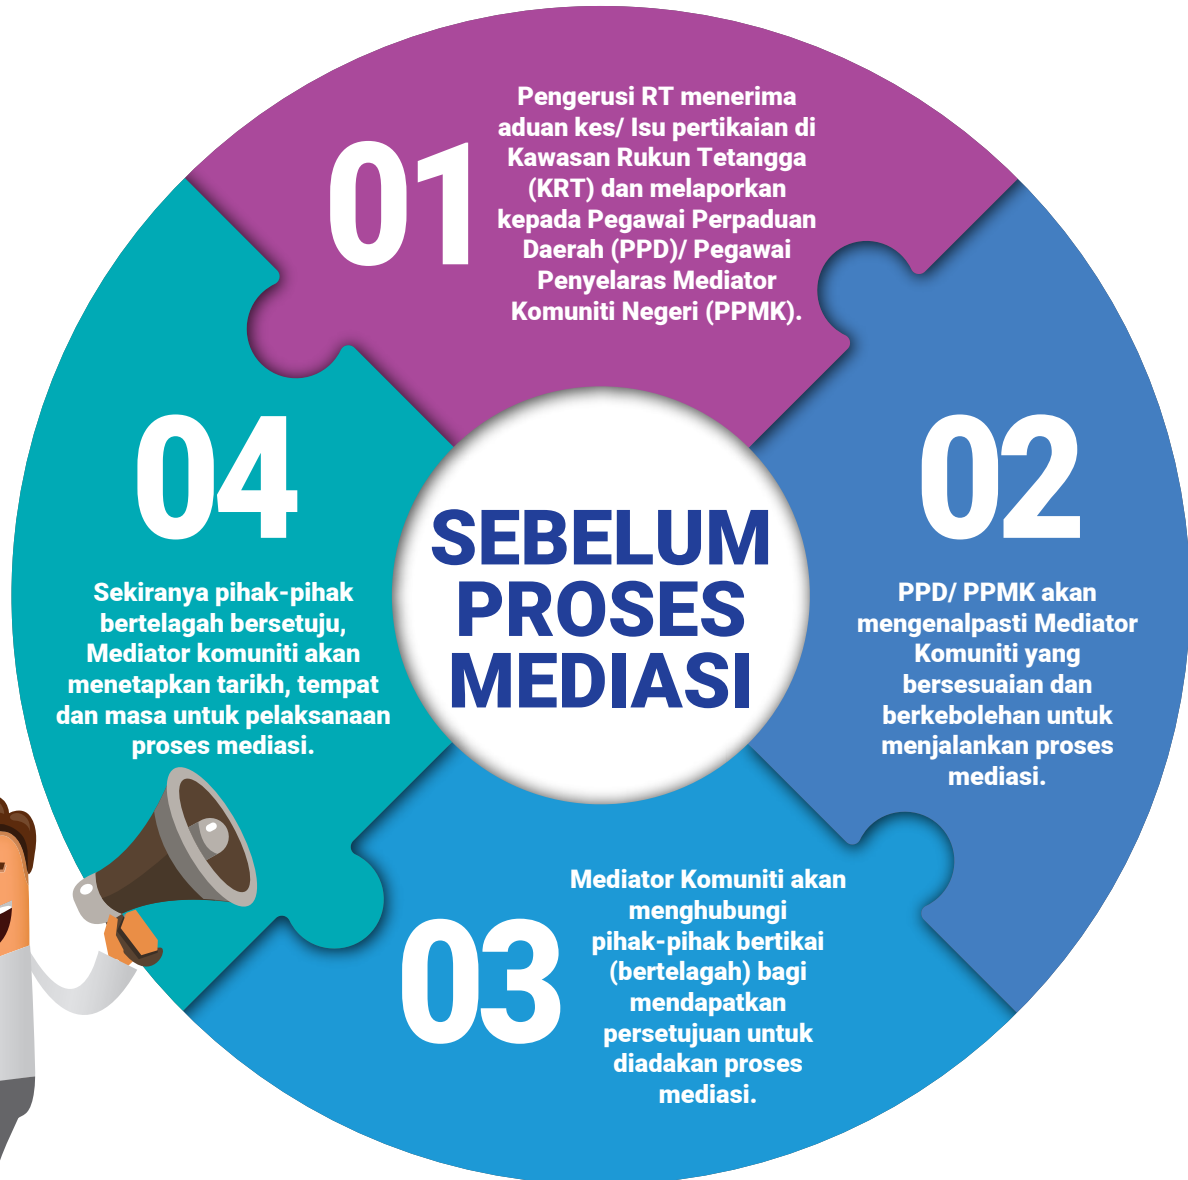 01
Pengerusi RT menerima
aduan kes/ Isu pertikaian di
Kawasan Rukun Tetangga
(KRT) dan melaporkan
kepada Pegawai Perpaduan
Daerah (PPD)/ Pegawai
Penyelaras Mediator
Komuniti Negeri (PPMK).
02
PPD/ PPMK akan
mengenalpasti Mediator
Komuniti yang
bersesuaian dan
berkebolehan untuk
menjalankan proses
mediasi.
03
Mediator Komuniti akan
menghubungi
pihak-pihak bertikai
(bertelagah) bagi
mendapatkan
persetujuan untuk
diadakan proses
mediasi.
04
Sekiranya pihak-pihak
bertelagah bersetuju,
Mediator komuniti akan
menetapkan tarikh, tempat
dan masa untuk pelaksanaan
proses mediasi.
SEBELUM
PROSES
MEDIASI